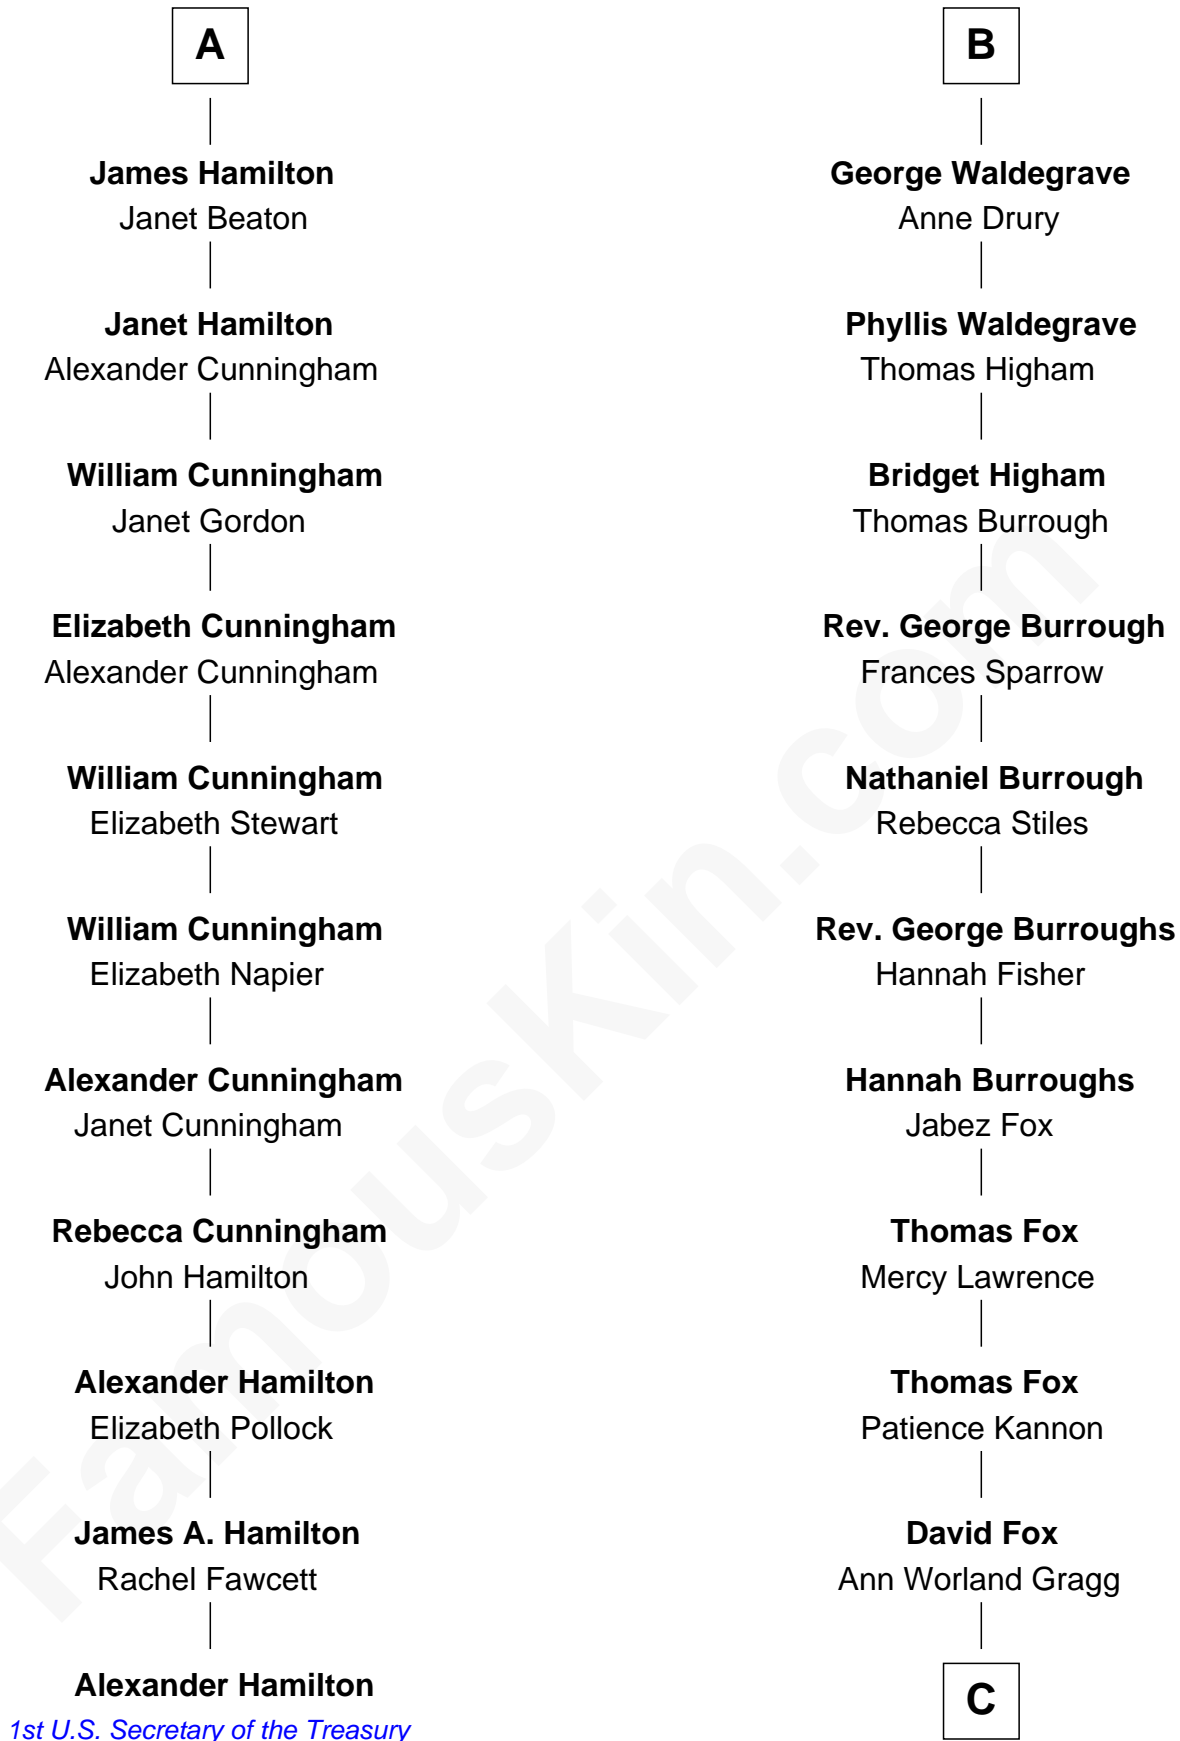 A
James Hamilton
Janet Beaton
Janet Hamilton
Alexander Cunningham
William Cunningham
Janet Gordon
Elizabeth Cunningham
Alexander Cunningham
William Cunningham
Elizabeth Stewart
William Cunningham
Elizabeth Napier
Alexander Cunningham
Janet Cunningham
Rebecca Cunningham
John Hamilton
Alexander Hamilton
Elizabeth Pollock
James A. Hamilton
Rachel Fawcett
Alexander Hamilton
1st U.S. Secretary of the Treasury
B
George Waldegrave
Anne Drury
Phyllis Waldegrave
Thomas Higham
Bridget Higham
Thomas Burrough
Rev. George Burrough
Frances Sparrow
Nathaniel Burrough
Rebecca Stiles
Rev. George Burroughs
Hannah Fisher
Hannah Burroughs
Jabez Fox
Thomas Fox
Mercy Lawrence
Thomas Fox
Patience Kannon
David Fox
Ann Worland Gragg
C
FamousKin.com